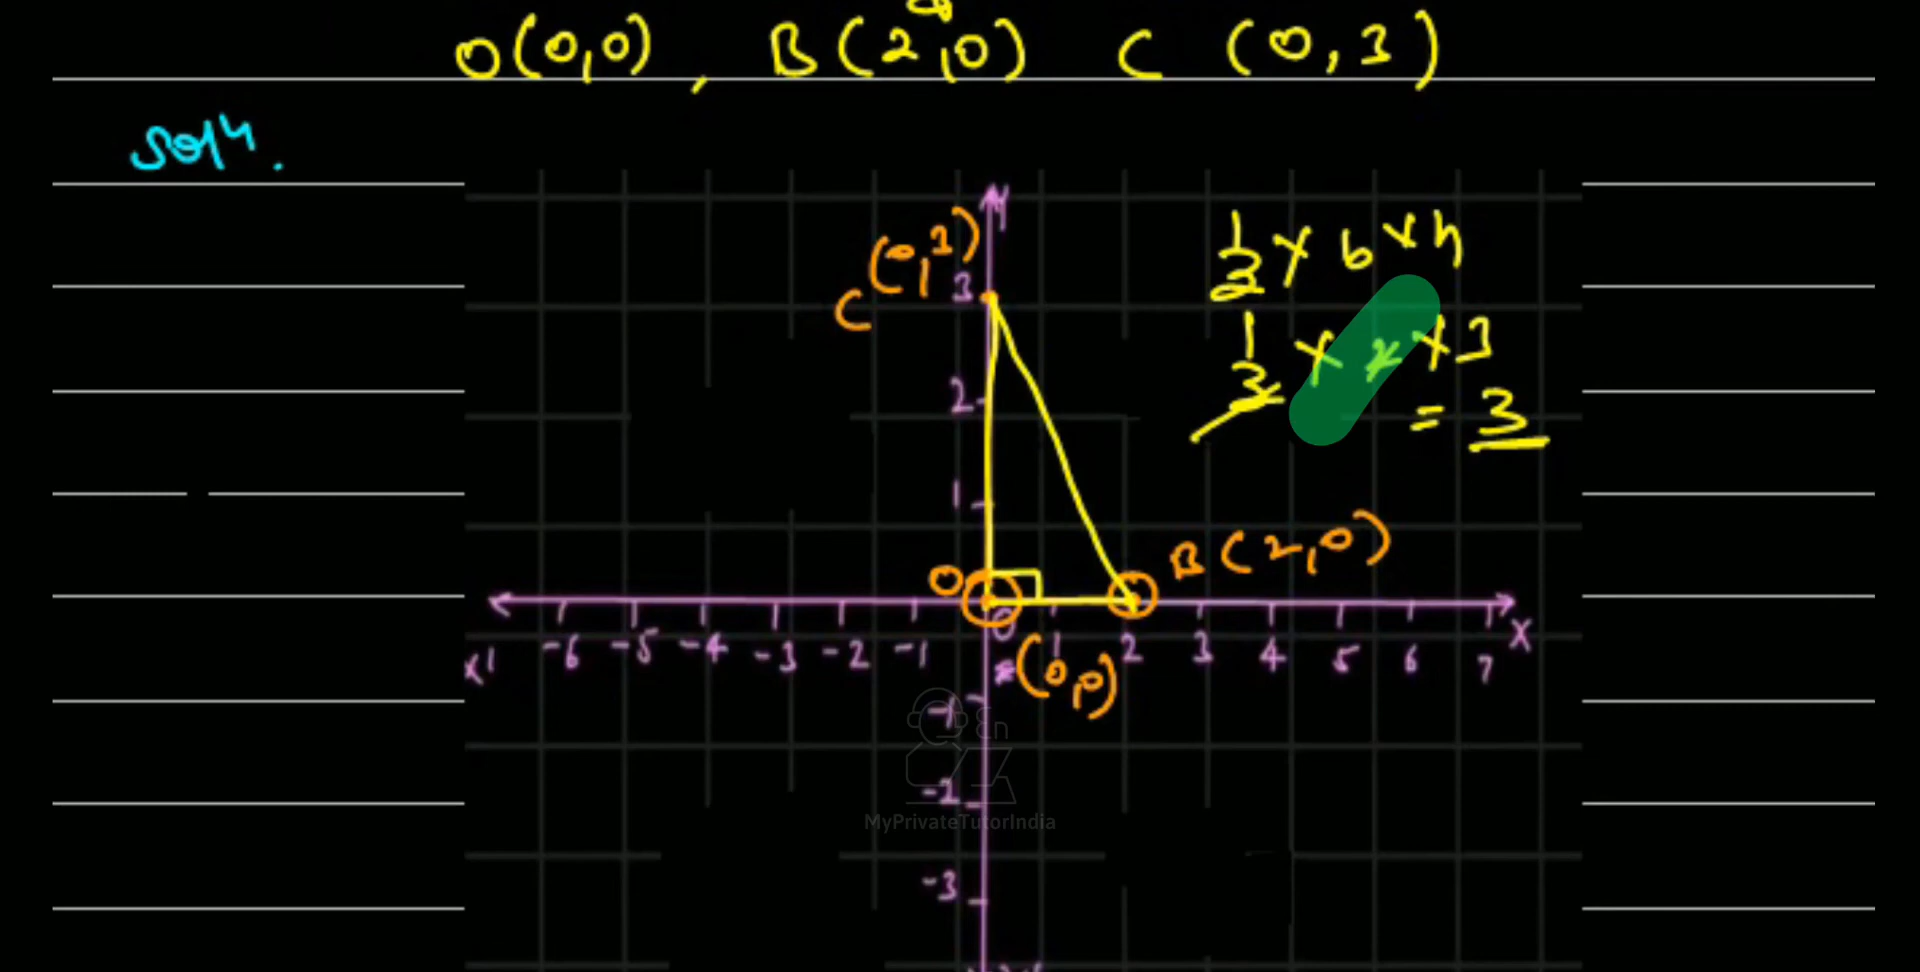 O(0,0), B(2,0) C (0,3)
Soln.
Y
C (0,3)
3
1/2 × b × h
1/2 × 2 × 3
= 3
2
1
B(2,0)
O
X' -6 -5 -4 -3 -2 -1 0 1 2 3 4 5 6 7 X
(0,0)
-1
-2
MyPrivateTutorIndia
-3